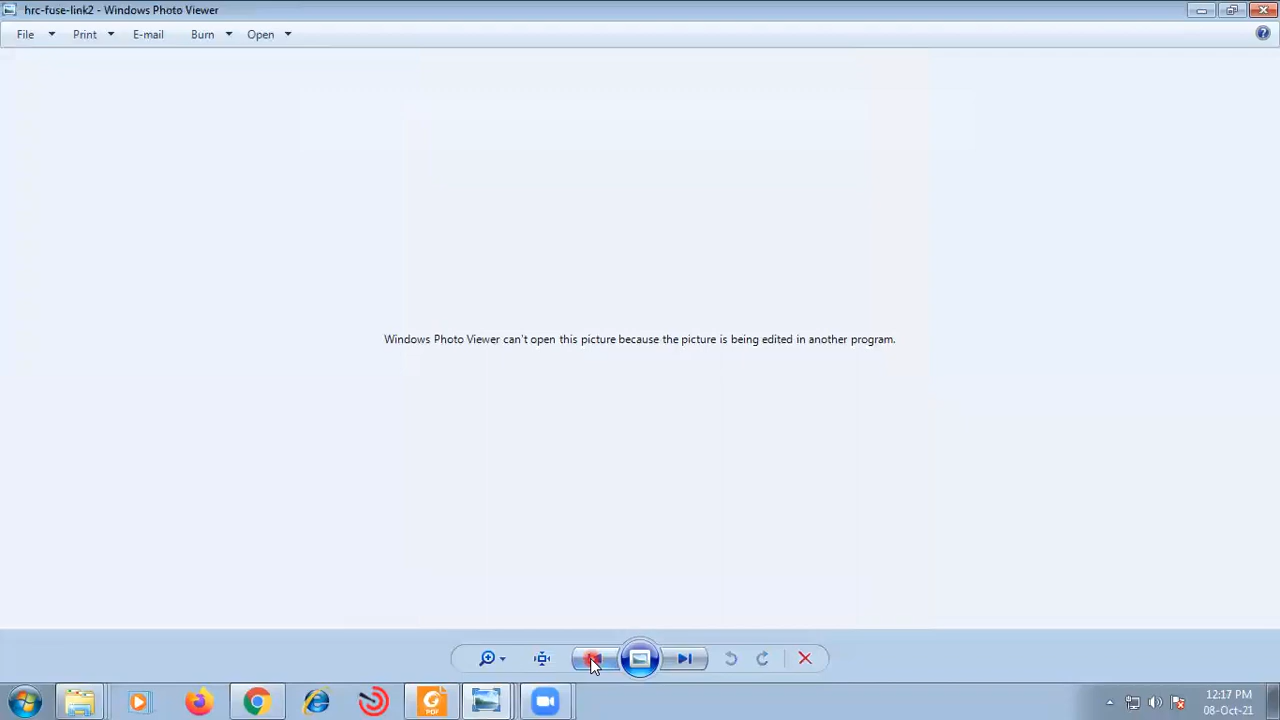 hrc-fuse-link2 - Windows Photo Viewer
File Print E-mail Burn Open
Windows Photo Viewer can't open this picture because the picture is being edited in another program.
PDF
12:17 PM
08-Oct-21